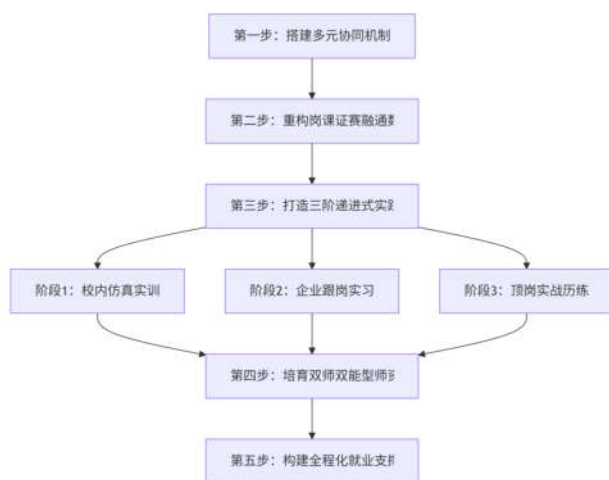 第一步：搭建多元协同机制
第二步：重构岗课证赛融通
第三步：打造三阶递进式实
阶段1：校内仿真实训
阶段2：企业跟岗实习
阶段3：顶岗实战历练
第四步：培育双师双能型师
第五步：构建全程化就业支